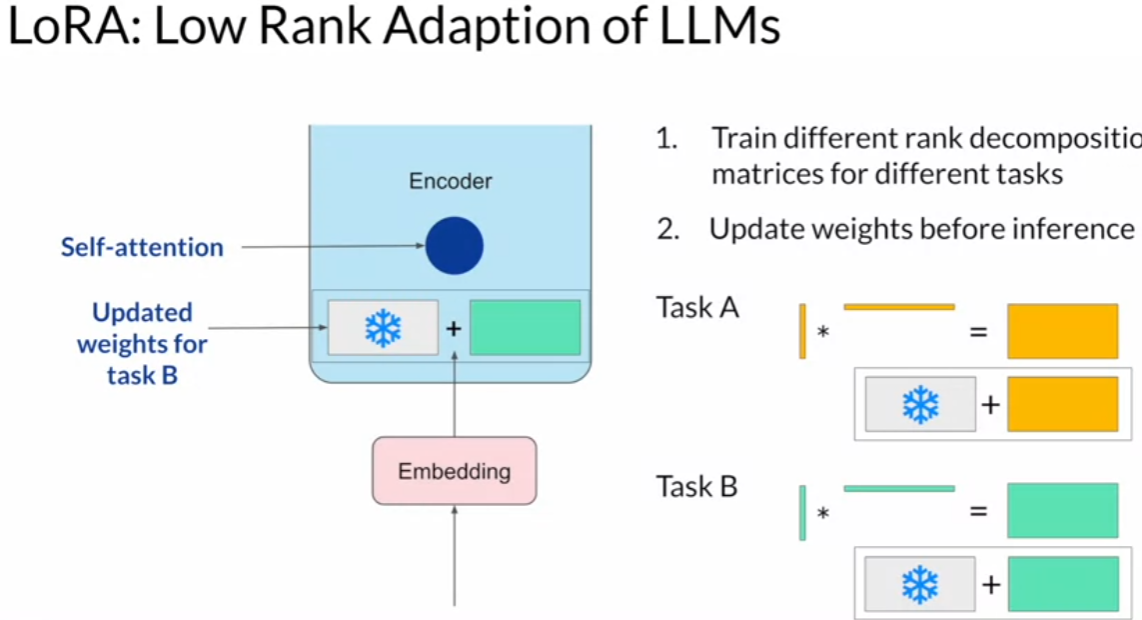 LoRA: Low Rank Adaption of LLMs
Encoder
Self-attention
Updated
weights for
task B
+
Embedding
1. Train different rank decompositio
matrices for different tasks
2. Update weights before inference
Task A
* =
+
Task B
* =
+